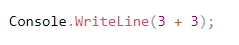 Console.WriteLine(3 + 3);